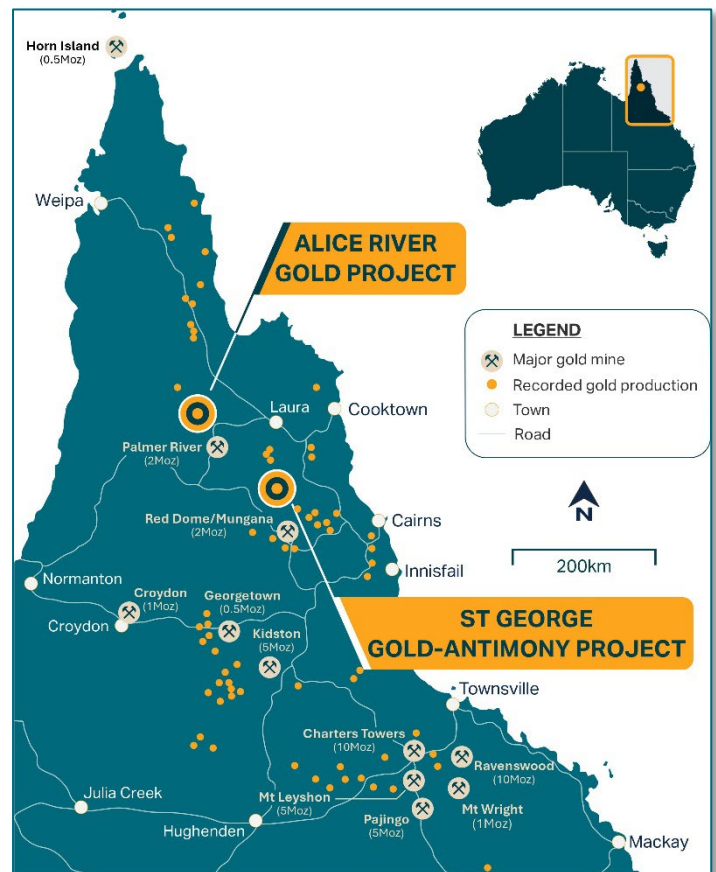 Horn Island
(0.5Moz)
Weipa
ALICE RIVER
GOLD PROJECT
LEGEND
Major gold mine
Recorded gold production
Town
Road
N
200km
Laura
Cooktown
Palmer River
(2Moz)
Red Dome/Mungana
(2Moz)
Cairns
Innisfail
Normanton
Croydon
(1Moz)
Croydon
Georgetown
(0.5Moz)
Kidston
(5Moz)
ST GEORGE
GOLD-ANTIMONY PROJECT
Townsville
Charters Towers
(10Moz)
Ravenswood
(10Moz)
Mt Leyshon
(5Moz)
Mt Wright
(1Moz)
Pajingo
(5Moz)
Julia Creek
Hughenden
Mackay